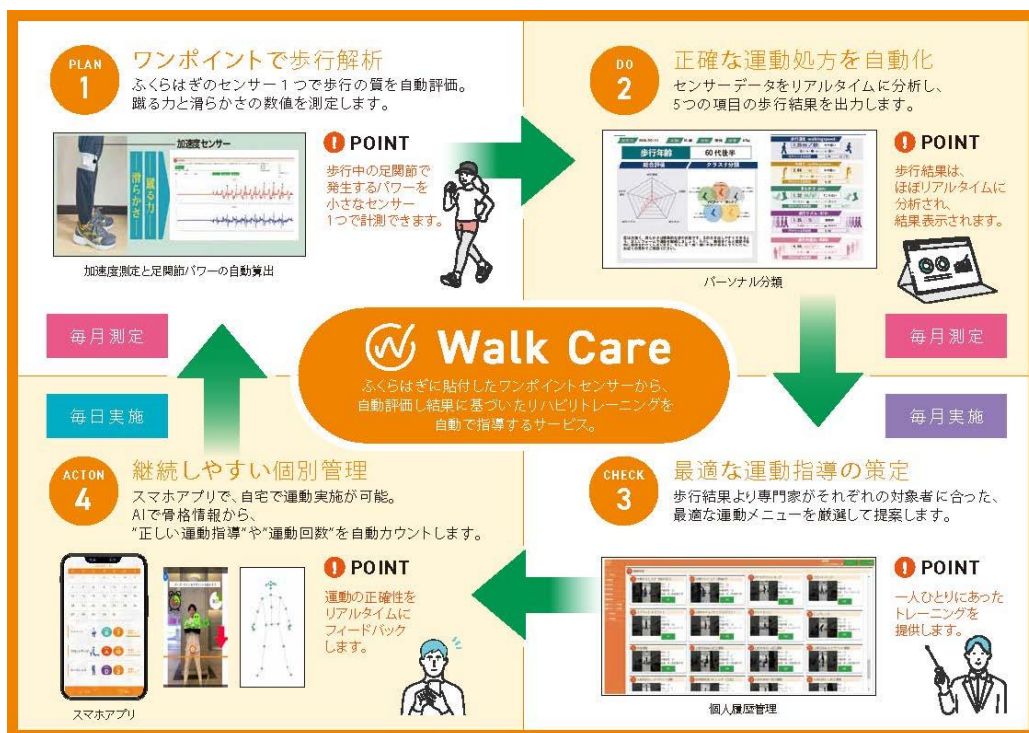 PLAN
1
ワンポイントで歩行解析
ふくらはぎのセンサー1つで歩行の質を自動評価。
蹴る力と滑らかさの数値を測定します。
加速度センサー
蹴る力
滑らかさ
加速度測定と足関節パワーの自動算出
POINT
歩行中の足関節で
発生するパワーを
小さなセンサー
1つで計測できます。
DO
2
正確な運動処方を自動化
センサーデータをリアルタイムに分析し、
5つの項目の歩行結果を出力します。
歩行年齢
60代後半
総合評価
クラスタ分類
パーソナル分類
POINT
歩行結果は、
ほぼリアルタイムに
分析され、
結果表示されます。
毎月測定
毎月測定
Walk Care
ふくらはぎに貼付したワンポイントセンサーから、
自動評価し結果に基づいたリハビリトレーニングを
自動で指導するサービス。
毎日実施
毎月実施
ACTON
4
継続しやすい個別管理
スマホアプリで、自宅で運動実施が可能。
AIで骨格情報から、
“正しい運動指導”や“運動回数”を自動カウントします。
スマホアプリ
POINT
運動の正確性を
リアルタイムに
フィードバック
します。
CHECK
3
最適な運動指導の策定
歩行結果より専門家がそれぞれの対象者に合った、
最適な運動メニューを厳選して提案します。
個人履歴管理
POINT
一人ひとりにあった
トレーニングを
提供します。